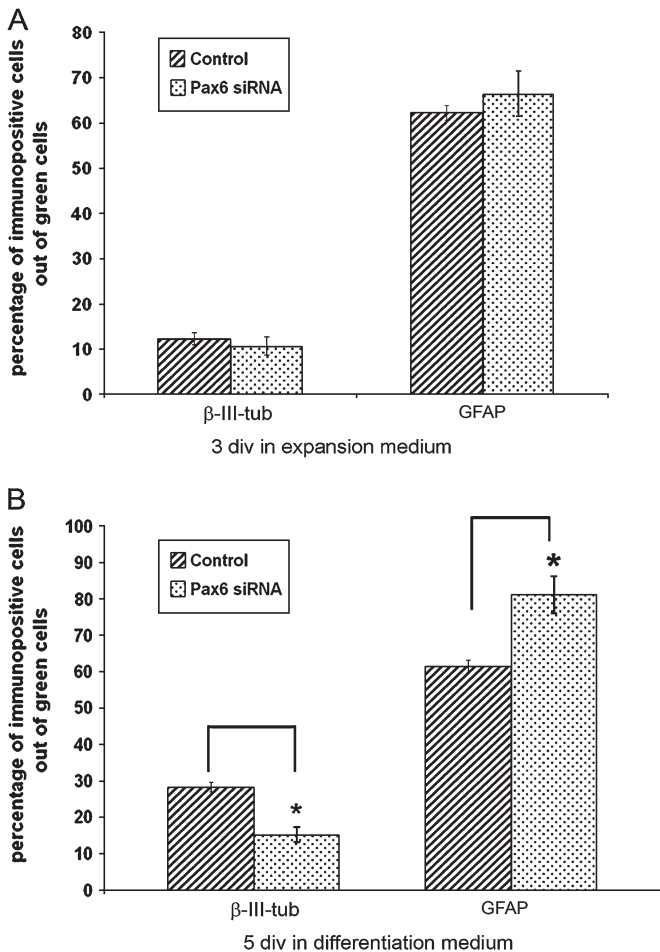 A
percentage of immunopositive cells
out of green cells
80
70
60
50
40
30
20
10
0
Control
Pax6 siRNA
β-III-tub
GFAP
3 div in expansion medium
B
percentage of immunopositive cells
out of green cells
100
90
80
70
60
50
40
30
20
10
0
Control
Pax6 siRNA
*
*
β-III-tub
GFAP
5 div in differentiation medium